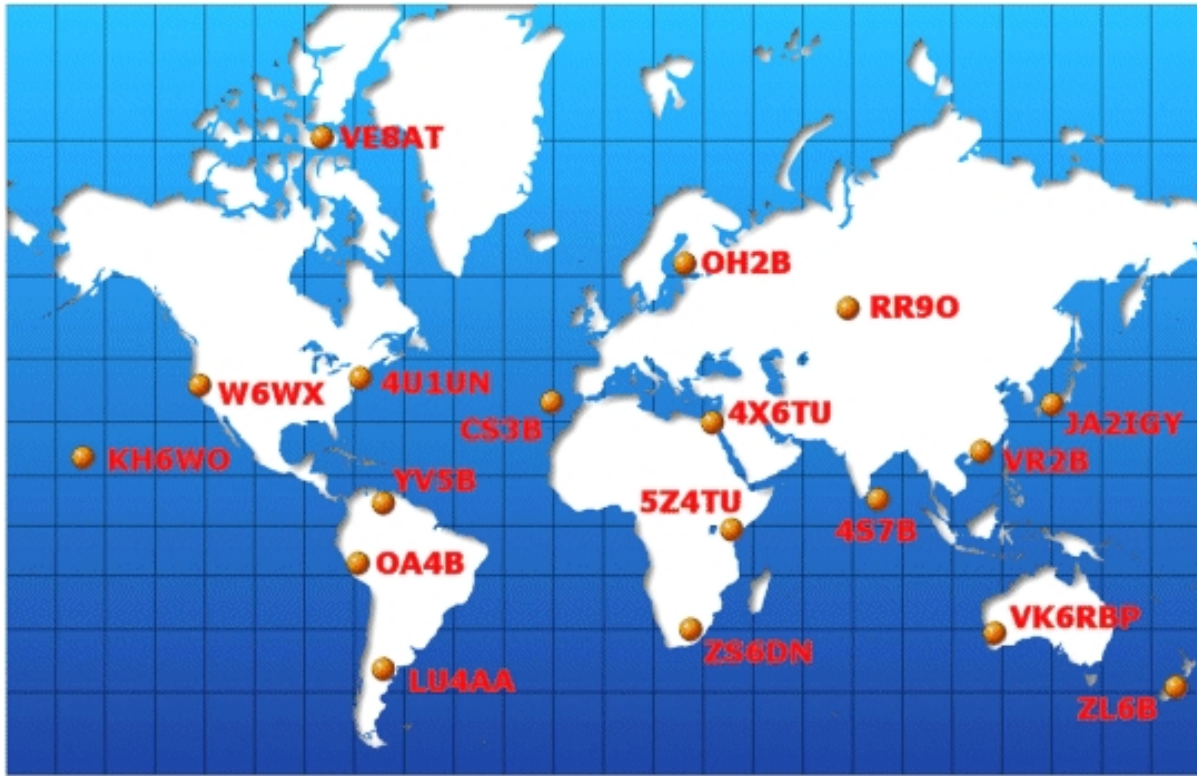 VE8AT
OH2B
RR9O
W6WX
4U1UN
CS3B
4X6TU
JA2IGY
KH6WO
YV5B
VR2B
5Z4TU
4S7B
OA4B
VK6RBP
ZS6DN
LU4AA
ZL6B